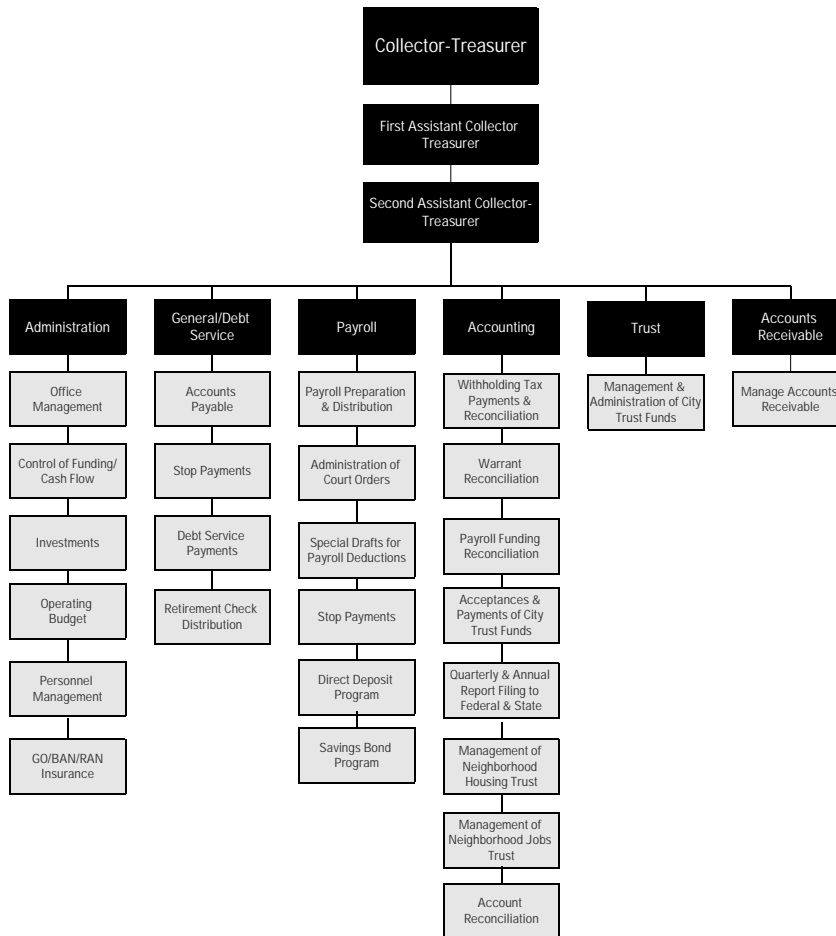 Collector-Treasurer
First Assistant Collector
Treasurer
Second Assistant Collector-
Treasurer
Administration
Office
Management
Control of Funding/
Cash Flow
Investments
Operating
Budget
Personnel
Management
GO/BAN/RAN
Insurance
General/Debt
Service
Accounts
Payable
Stop Payments
Debt Service
Payments
Retirement Check
Distribution
Payroll
Payroll Preparation
& Distribution
Administration of
Court Orders
Special Drafts for
Payroll Deductions
Stop Payments
Direct Deposit
Program
Savings Bond
Program
Accounting
Withholding Tax
Payments &
Reconciliation
Warrant
Reconciliation
Payroll Funding
Reconciliation
Acceptances &
Payments of City
Trust Funds
Quarterly & Annual
Report Filing to
Federal & State
Management of
Neighborhood
Housing Trust
Management of
Neighborhood Jobs
Trust
Account
Reconciliation
Trust
Management &
Administration of City
Trust Funds
Accounts
Receivable
Manage Accounts
Receivable